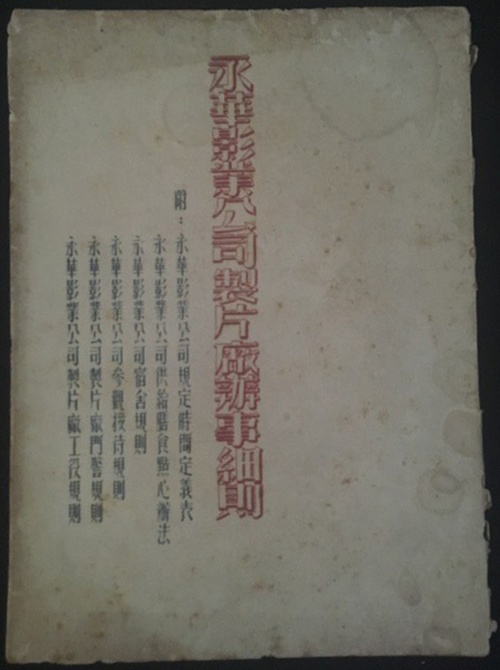 永華影業公司製片廠辦事細則
附：永華影業公司規定時間定義表
永華影業公司供給膳食點心辦法
永華影業公司宿舍規則
永華影業公司參觀接待規則
永華影業公司製片廠門警規則
永華影業公司製片廠工役規則